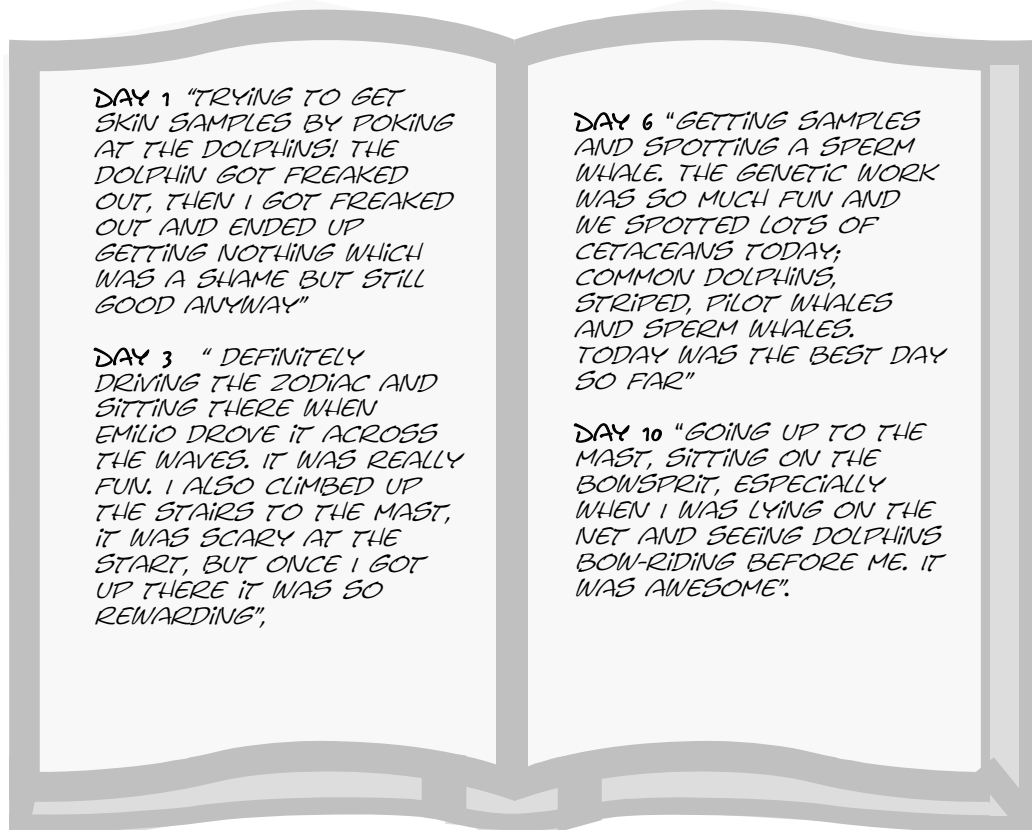 DAY 1 "TRYING TO GET
SKIN SAMPLES BY POKING
AT THE DOLPHINS! THE
DOLPHIN GOT FREAKED
OUT, THEN I GOT FREAKED
OUT AND ENDED UP
GETTING NOTHING WHICH
WAS A SHAME BUT STILL
GOOD ANYWAY"
DAY 3 " DEFINITELY
DRIVING THE ZODIAC AND
SITTING THERE WHEN
EMILIO DROVE IT ACROSS
THE WAVES. IT WAS REALLY
FUN. I ALSO CLIMBED UP
THE STAIRS TO THE MAST,
IT WAS SCARY AT THE
START, BUT ONCE I GOT
UP THERE IT WAS SO
REWARDING",
DAY 6 "GETTING SAMPLES
AND SPOTTING A SPERM
WHALE. THE GENETIC WORK
WAS SO MUCH FUN AND
WE SPOTTED LOTS OF
CETACEANS TODAY;
COMMON DOLPHINS,
STRIPED, PILOT WHALES
AND SPERM WHALES.
TODAY WAS THE BEST DAY
SO FAR"
DAY 10 "GOING UP TO THE
MAST, SITTING ON THE
BOWSPRIT, ESPECIALLY
WHEN I WAS LYING ON THE
NET AND SEEING DOLPHINS
BOW-RIDING BEFORE ME. IT
WAS AWESOME".